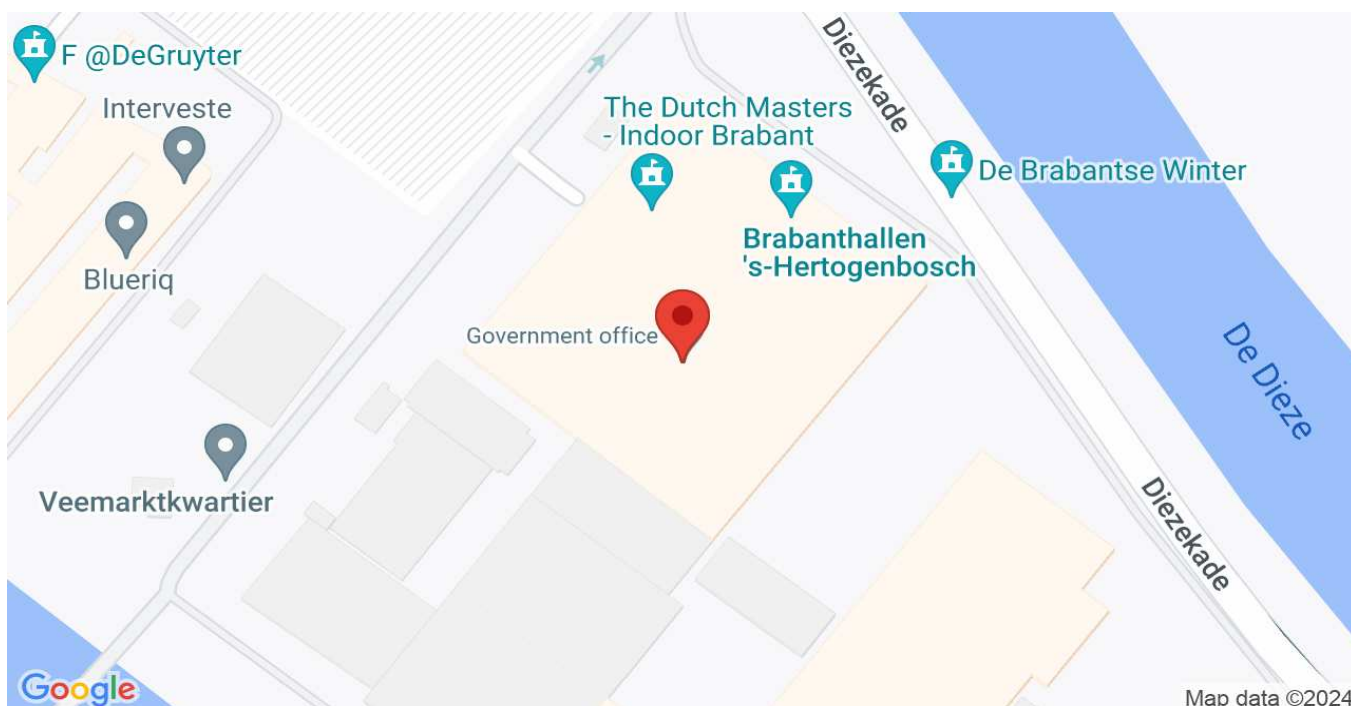 F @DeGruyter
Interveste
Blueriq
The Dutch Masters
- Indoor Brabant
Diezekade
De Brabantse Winter
Brabanthallen
's-Hertogenbosch
Government office
De Dieze
Veemarktkwartier
Diezekade
Google
Map data ©2024